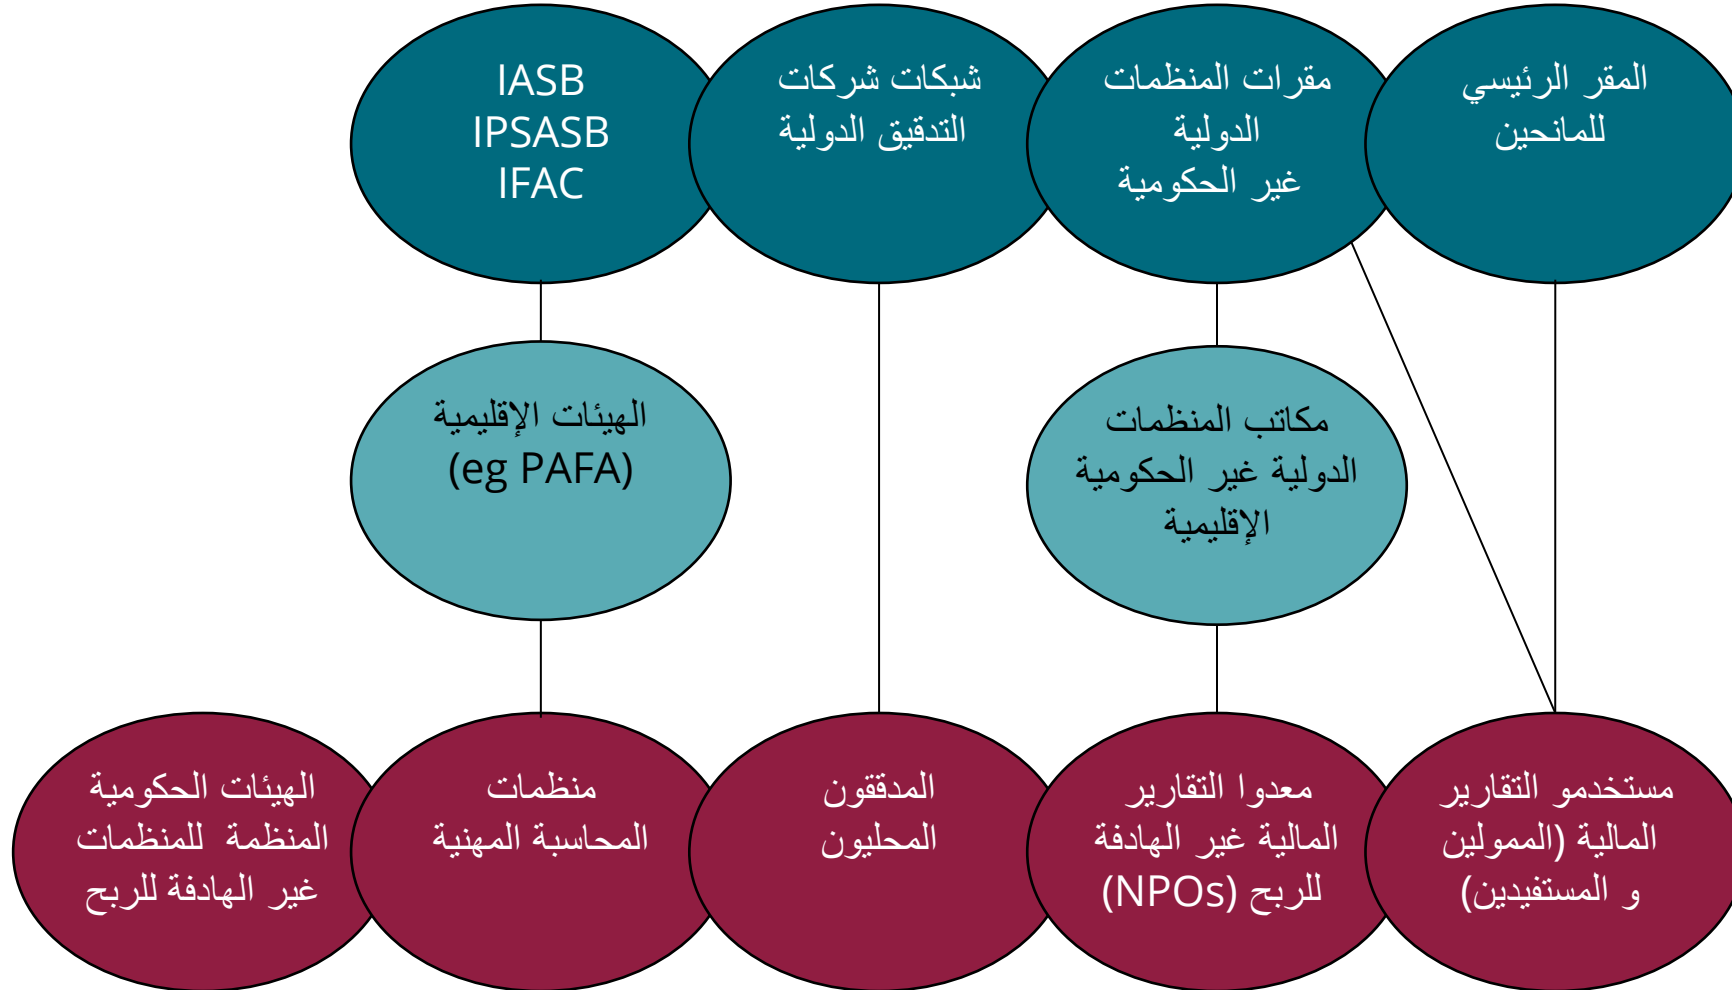 IASB
IPSASB
IFAC
شبكات شركات
التدقيق الدولية
مقرات المنظمات
الدولية
غير الحكومية
المقر الرئيسي
للمانحين
الهيئات الإقليمية
(eg PAFA)
مكاتب المنظمات
الدولية غير الحكومية
الإقليمية
الهيئات الحكومية
المنظمة للمنظمات
غير الهادفة للربح
منظمات
المحاسبة المهنية
المدققون
المحليون
معدوا التقارير
المالية غير الهادفة
للربح (NPOs)
مستخدمو التقارير
المالية (الممولين
و المستفيدين)